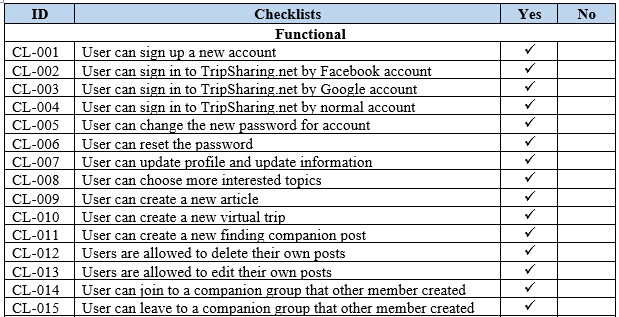 ID Checklists Yes No
Functional
CL-001 User can sign up a new account ✓
CL-002 User can sign in to TripSharing.net by Facebook account ✓
CL-003 User can sign in to TripSharing.net by Google account ✓
CL-004 User can sign in to TripSharing.net by normal account ✓
CL-005 User can change the new password for account ✓
CL-006 User can reset the password ✓
CL-007 User can update profile and update information ✓
CL-008 User can choose more interested topics ✓
CL-009 User can create a new article ✓
CL-010 User can create a new virtual trip ✓
CL-011 User can create a new finding companion post ✓
CL-012 Users are allowed to delete their own posts ✓
CL-013 Users are allowed to edit their own posts ✓
CL-014 User can join to a companion group that other member created ✓
CL-015 User can leave to a companion group that other member created ✓